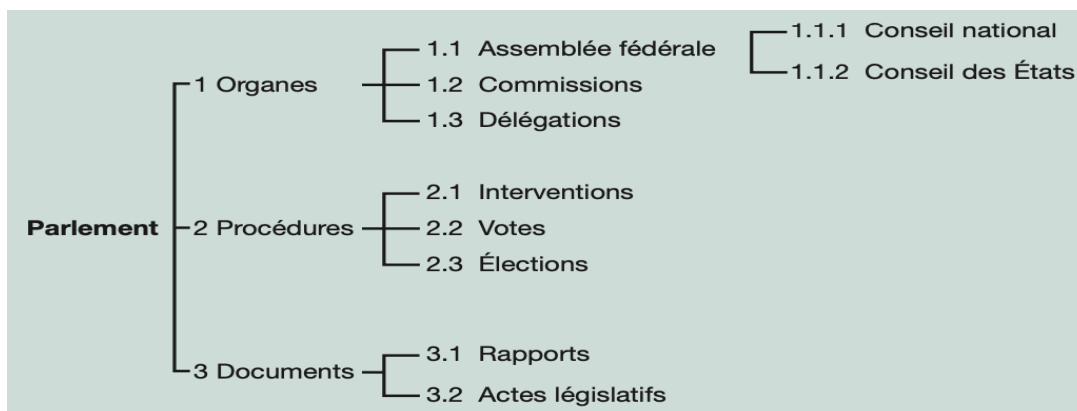 Parlement
1 Organes
1.1 Assemblée fédérale
1.1.1 Conseil national
1.1.2 Conseil des États
1.2 Commissions
1.3 Délégations
2 Procédures
2.1 Interventions
2.2 Votes
2.3 Élections
3 Documents
3.1 Rapports
3.2 Actes législatifs